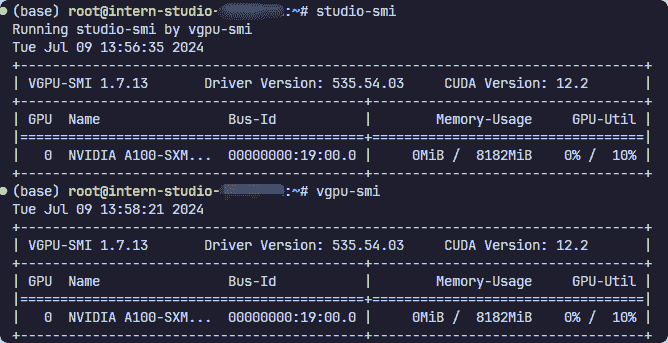 (base) root@intern-studio- :~# studio-smi
Running studio-smi by vgpu-smi
Tue Jul 09 13:56:35 2024
+------------------------------------------------------------------------------+
| VGPU-SMI 1.7.13       Driver Version: 535.54.03     CUDA Version: 12.2       |
+-------------------------------------------+----------------------------------+
| GPU  Name                Bus-Id           |        Memory-Usage     GPU-Util |
|===========================================+==================================|
|   0  NVIDIA A100-SXM...  00000000:19:00.0 |     0MiB /  8182MiB    0% /  10% |
+-------------------------------------------+----------------------------------+
(base) root@intern-studio- :~# vgpu-smi
Tue Jul 09 13:58:21 2024
+------------------------------------------------------------------------------+
| VGPU-SMI 1.7.13       Driver Version: 535.54.03     CUDA Version: 12.2       |
+-------------------------------------------+----------------------------------+
| GPU  Name                Bus-Id           |        Memory-Usage     GPU-Util |
|===========================================+==================================|
|   0  NVIDIA A100-SXM...  00000000:19:00.0 |     0MiB /  8182MiB    0% /  10% |
+-------------------------------------------+----------------------------------+